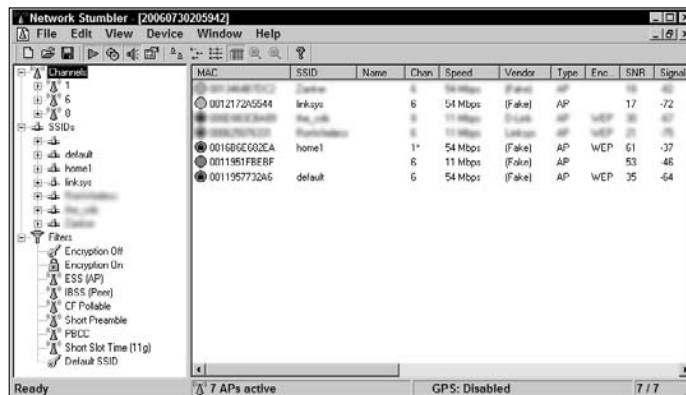 Network Stumbler - [20060730205942]
File Edit View Device Window Help
Channels
1
6
8
SSIDs
default
home1
linksys
Filters
Encryption Off
Encryption On
ESS (AP)
IBSS (Peer)
CF Pollable
Short Preamble
PBCC
Short Slot Time (11g)
Default SSID
MAC SSID Name Chan Speed Vendor Type Enc... SNR Signal
0012172A5544 linksys 6 54 Mbps (Fake) AP 17 -72
0016B6E682EA home1 1* 54 Mbps (Fake) AP WEP 61 -37
0011951FBEBF 6 11 Mbps (Fake) AP 53 -46
0011957732A6 default 6 54 Mbps (Fake) AP WEP 35 -64
Ready 7 APs active GPS: Disabled 7 / 7